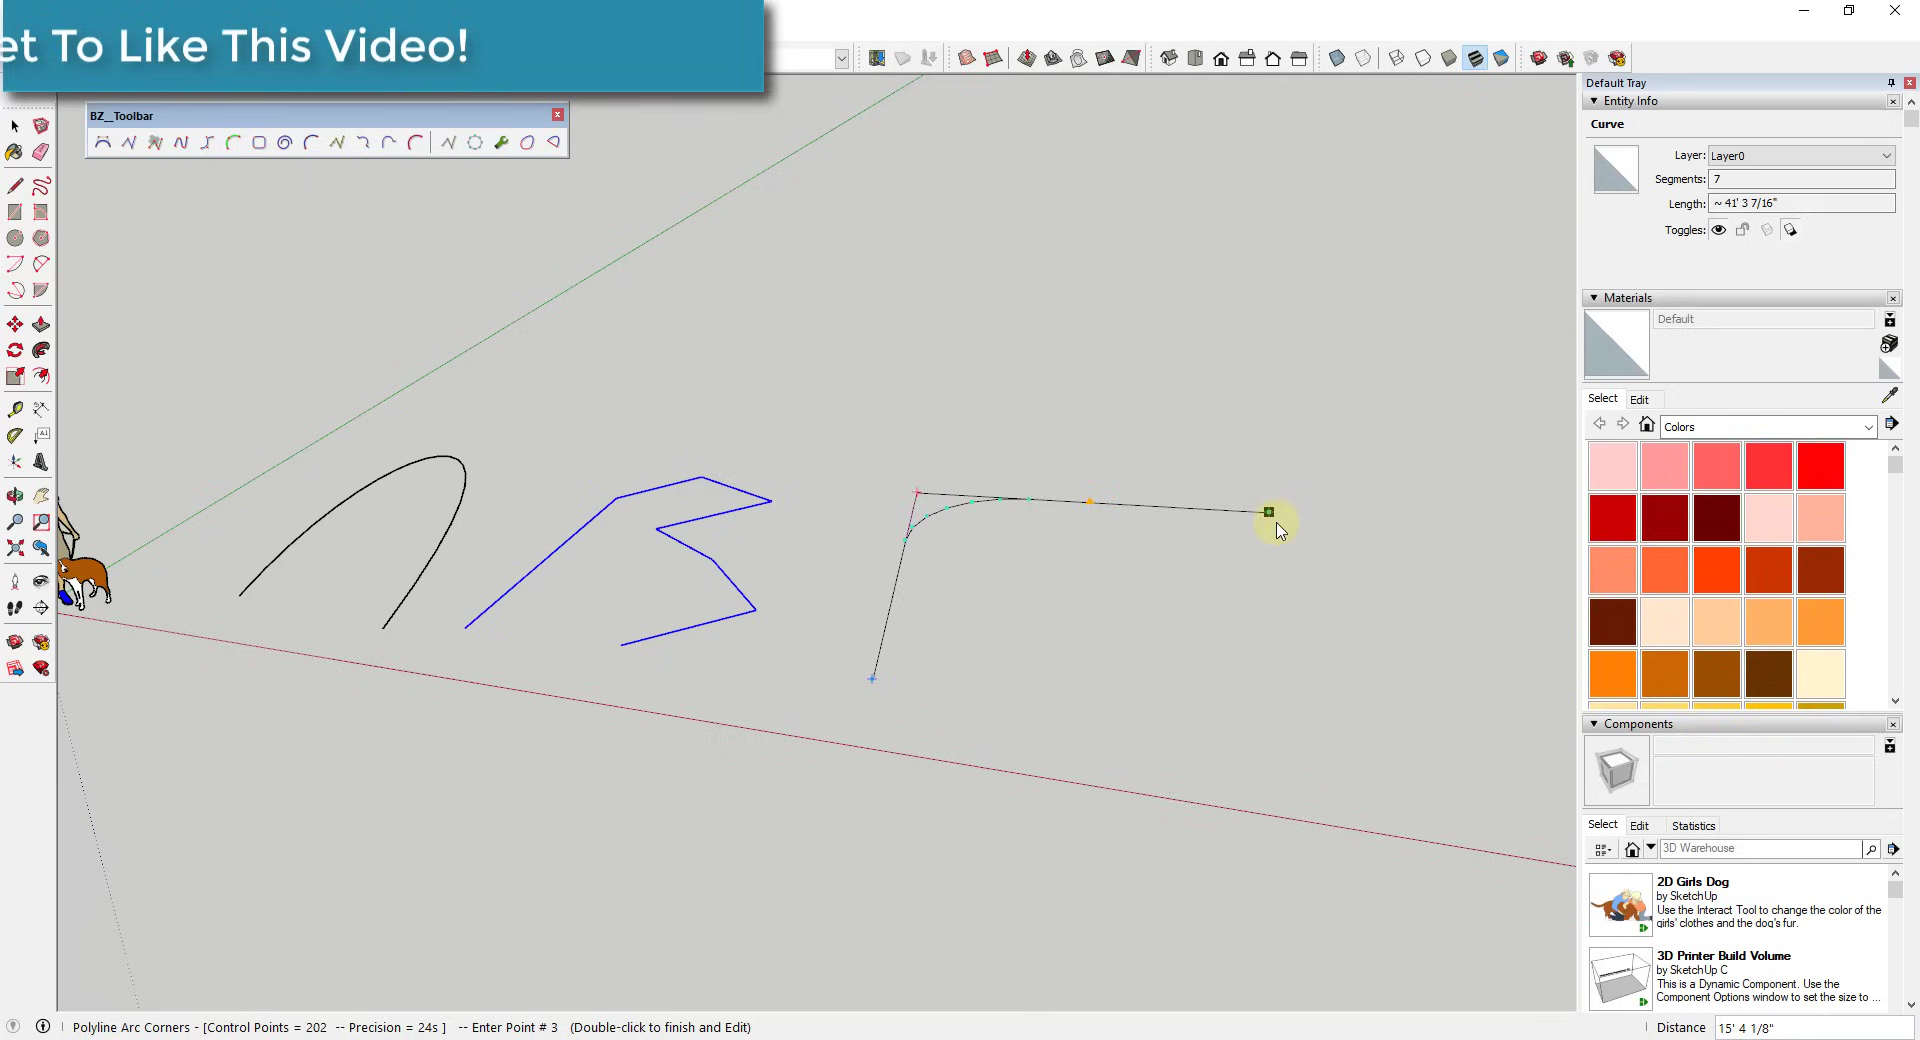 et To Like This Video!
BZ__Toolbar
Default Tray
Entity Info
Curve
Layer: Layer0
Segments: 7
Length: ~ 41' 3 7/16"
Toggles:
Materials
Default
Select Edit
Colors
Components
Select Edit Statistics
3D Warehouse
2D Girls Dog
by SketchUp
Use the Interact Tool to change the color of the
girls' clothes and the dog's fur.
3D Printer Build Volume
by SketchUp C
This is a Dynamic Component. Use the
Component Options window to set the size to ...
Polyline Arc Corners - [Control Points = 202 -- Precision = 24s ] -- Enter Point # 3 (Double-click to finish and Edit)
Distance 15' 4 1/8"